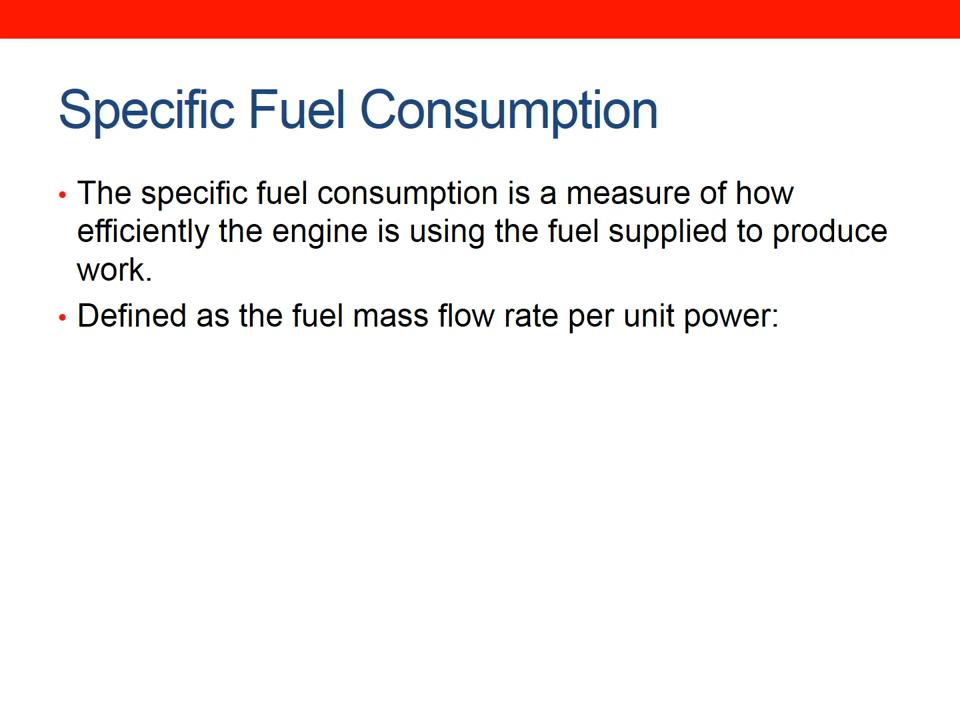 Specific Fuel Consumption
• The specific fuel consumption is a measure of how
efficiently the engine is using the fuel supplied to produce
work.
• Defined as the fuel mass flow rate per unit power: